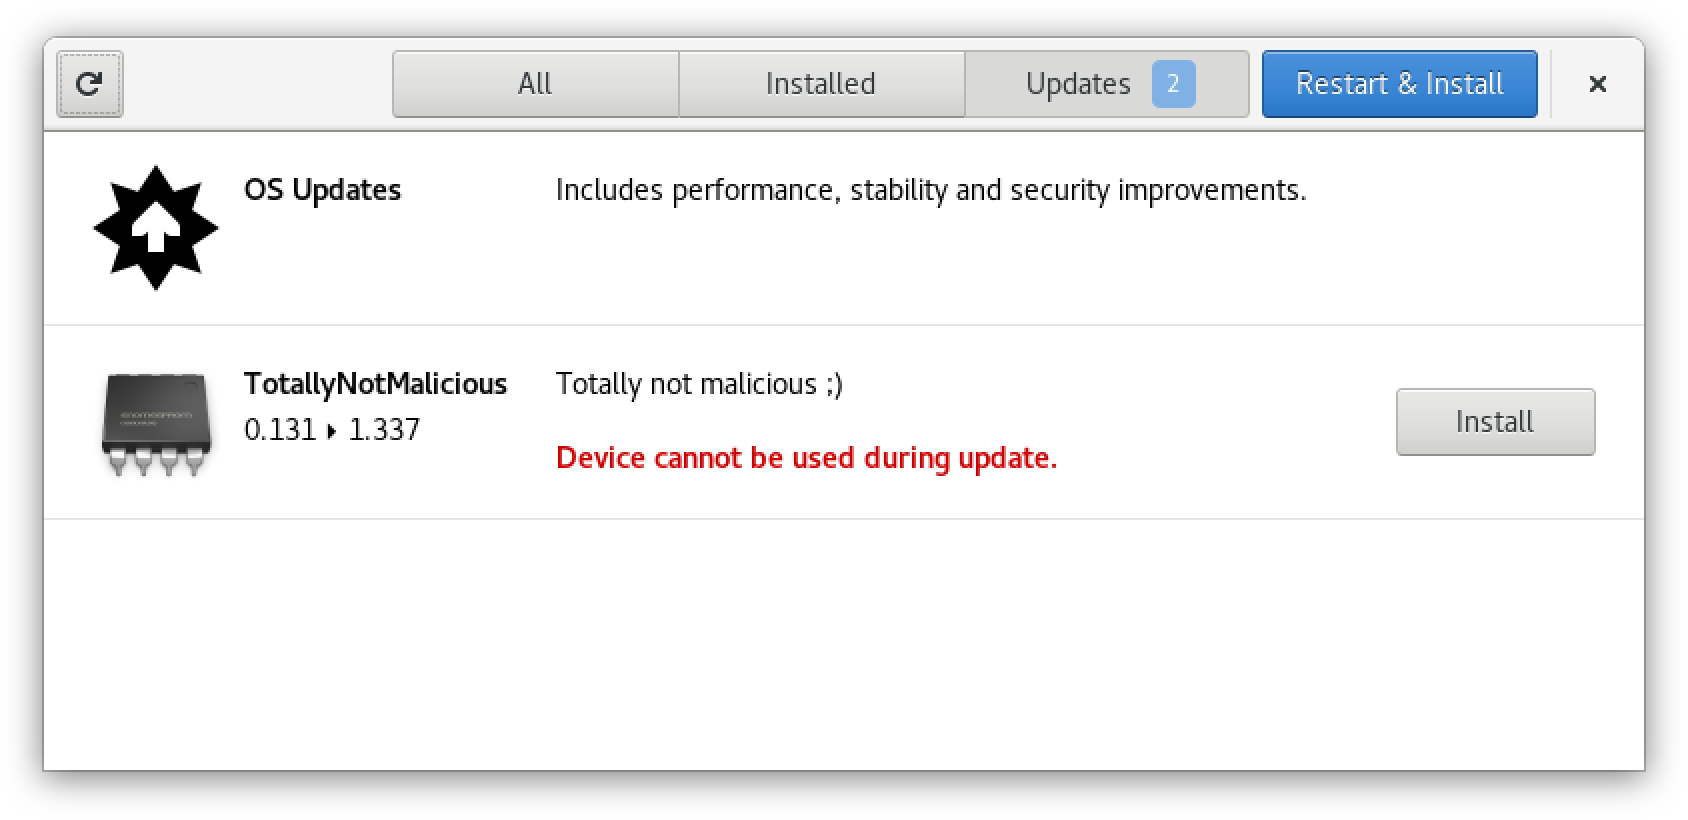 All
Installed
Updates 2
Restart & Install
OS Updates
Includes performance, stability and security improvements.
TotallyNotMalicious
0.131 ▸ 1.337
Totally not malicious ;)
Device cannot be used during update.
Install